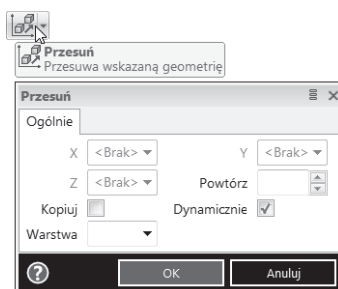 Przesuń
Przesuwa wskazaną geometrię
Przesuń
Ogólnie
X <Brak> Y <Brak>
Z <Brak> Powtórz
Kopiuj Dynamicznie
Warstwa
? OK Anuluj